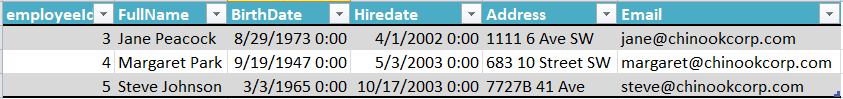 employeeId FullName BirthDate Hiredate Address Email
3 Jane Peacock 8/29/1973 0:00 4/1/2002 0:00 1111 6 Ave SW jane@chinookcorp.com
4 Margaret Park 9/19/1947 0:00 5/3/2003 0:00 683 10 Street SW margaret@chinookcorp.com
5 Steve Johnson 3/3/1965 0:00 10/17/2003 0:00 7727B 41 Ave steve@chinookcorp.com